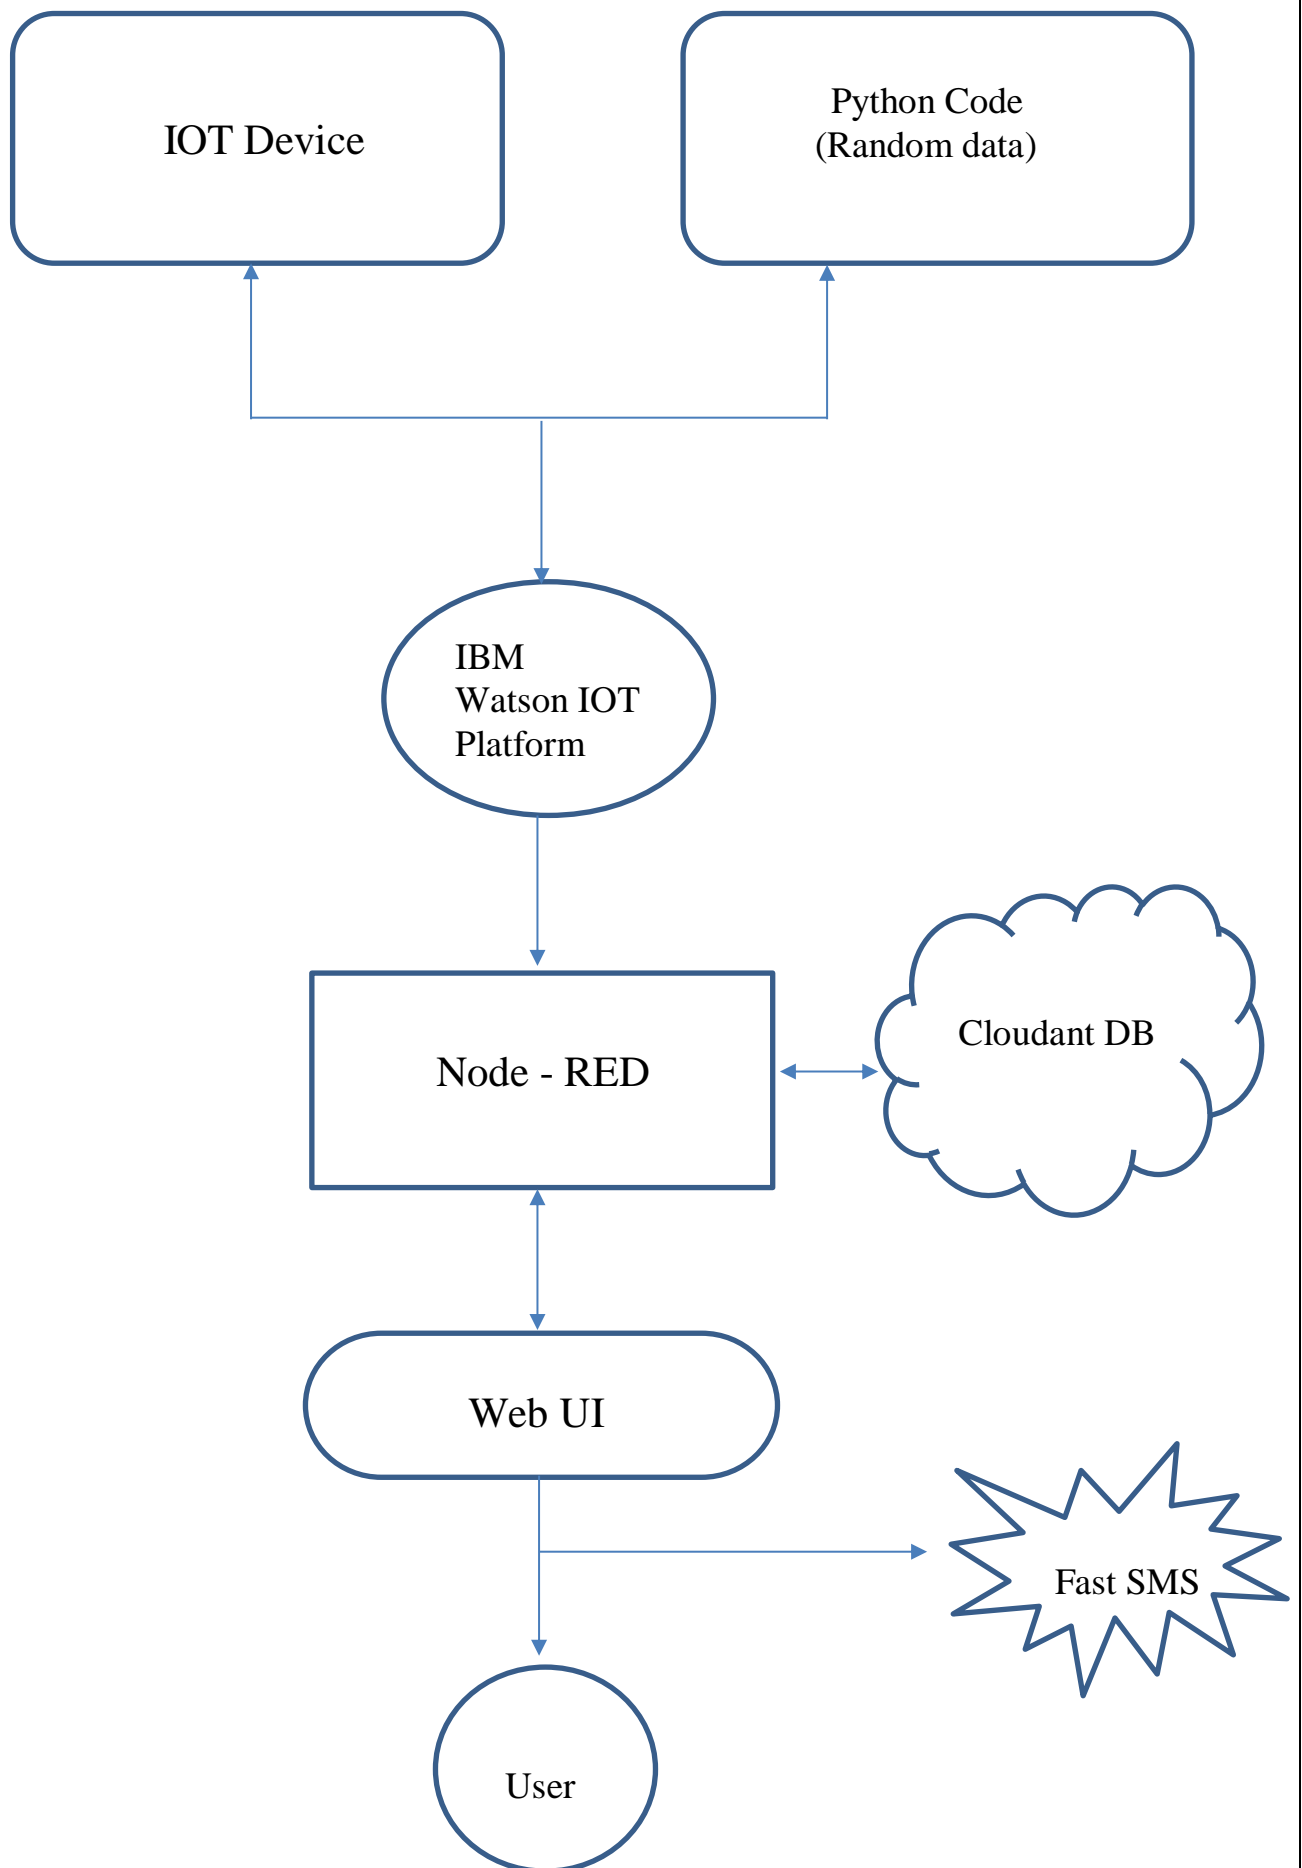 IOT Device
Python Code
(Random data)
IBM
Watson IOT
Platform
Cloudant DB
Node - RED
Web UI
Fast SMS
User